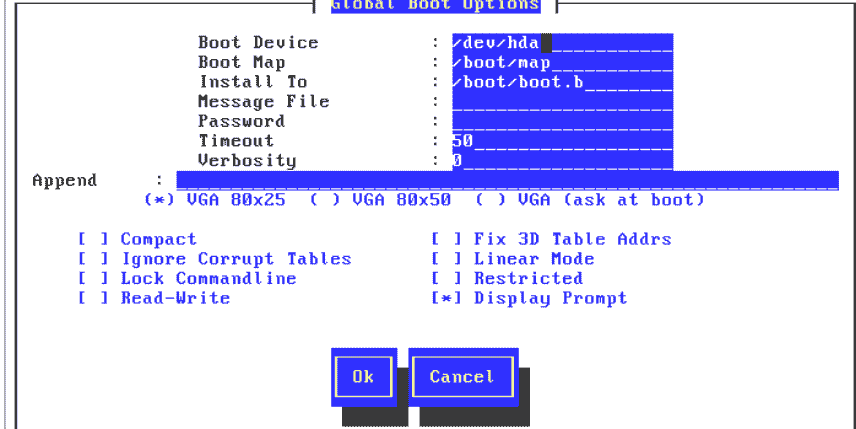 Global Boot Options
Boot Device : /dev/hda
Boot Map : /boot/map
Install To : /boot/boot.b
Message File :
Password :
Timeout : 50
Verbosity : 0
Append :
(*) VGA 80x25 ( ) VGA 80x50 ( ) VGA (ask at boot)
[ ] Compact [ ] Fix 3D Table Addrs
[ ] Ignore Corrupt Tables [ ] Linear Mode
[ ] Lock Commandline [ ] Restricted
[ ] Read-Write [*] Display Prompt
Ok Cancel